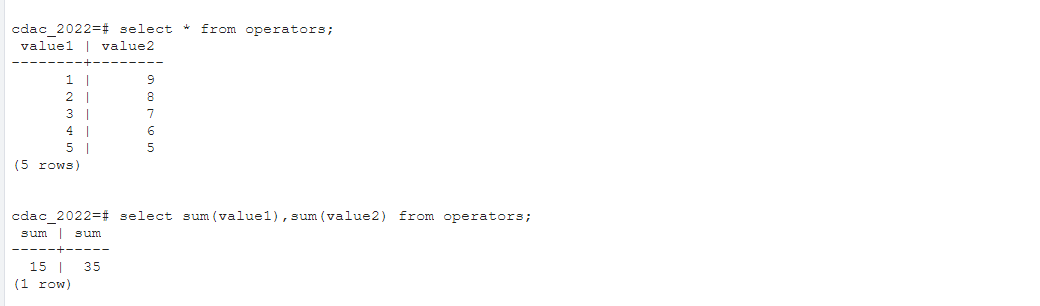 cdac_2022=# select * from operators;
 value1 | value2
--------+--------
      1 |      9
      2 |      8
      3 |      7
      4 |      6
      5 |      5
(5 rows)
cdac_2022=# select sum(value1),sum(value2) from operators;
 sum | sum
-----+-----
  15 |  35
(1 row)